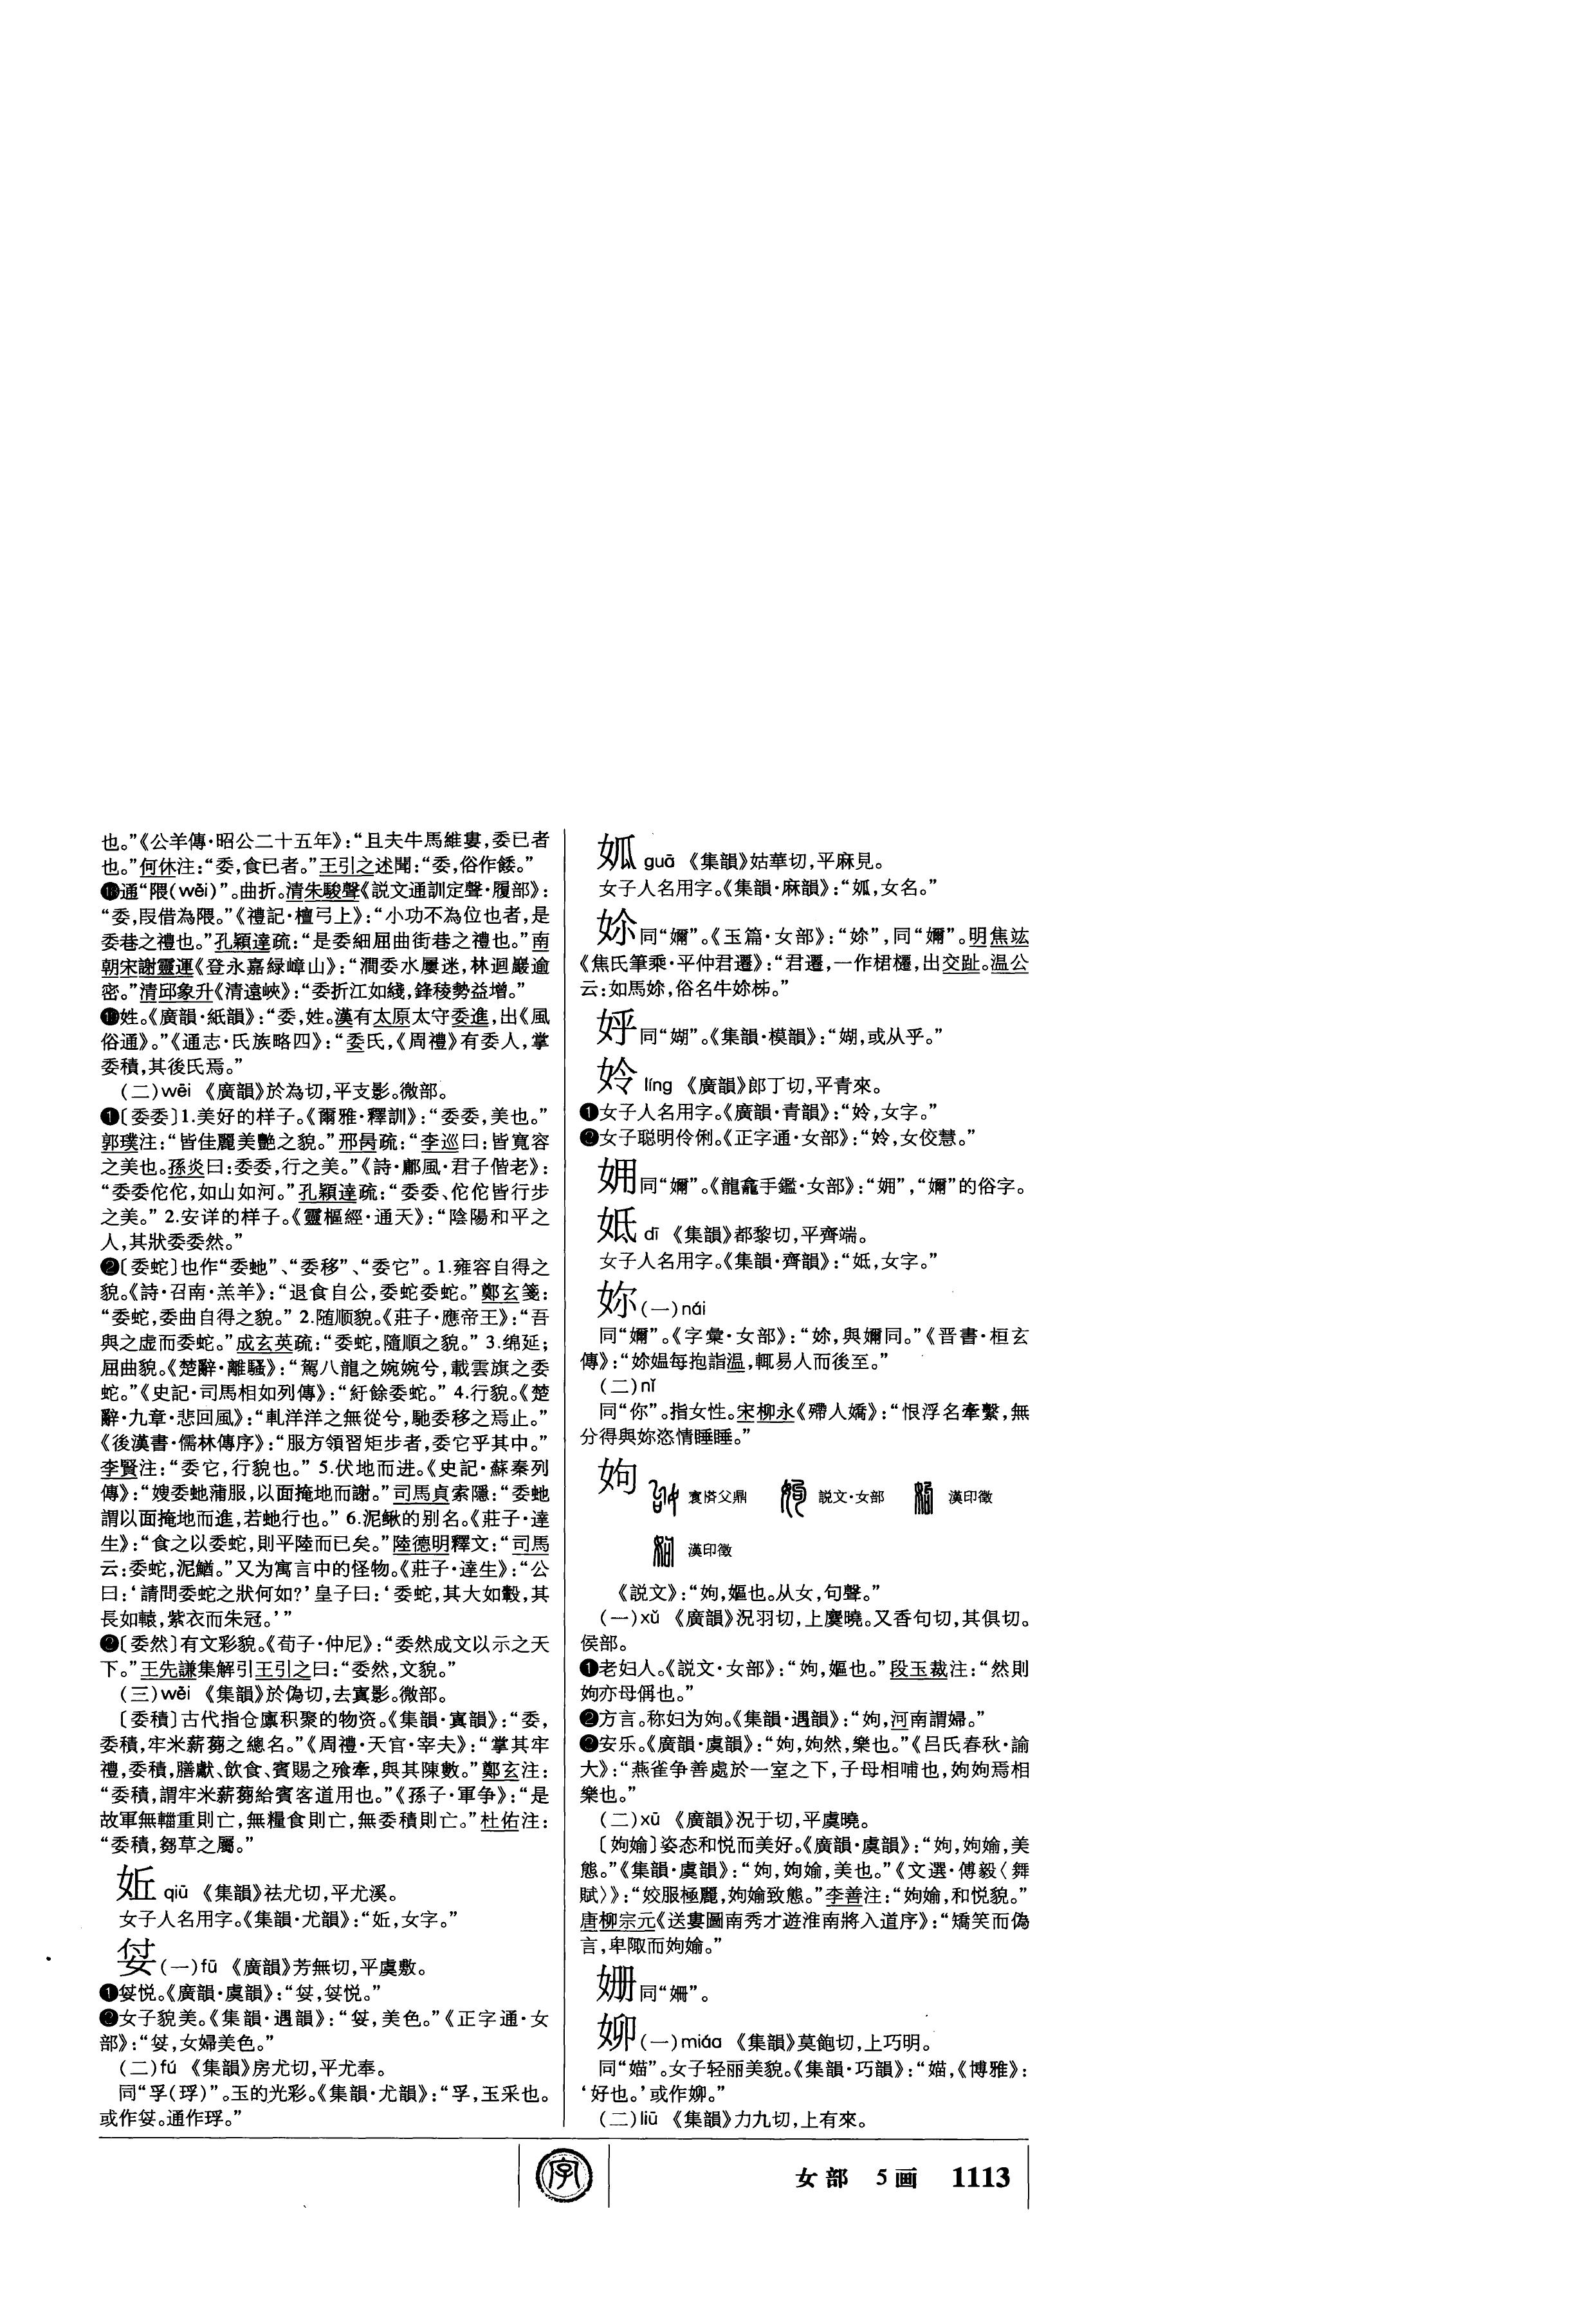 也。”《公羊傳·昭公二十五年》：“且夫牛馬維婁，委已者
也。”何休注：“委，食已者。”王引之述聞：“委，俗作餧。”
⓭通“隈(wēi)”。曲折。清朱駿聲《説文通訓定聲·履部》：
“委，叚借為隈。”《禮記·檀弓上》：“小功不為位也者，是
委巷之禮也。”孔穎達疏：“是委細屈曲街巷之禮也。”南
朝宋謝靈運《登永嘉緑嶂山》：“澗委水屢迷，林迥巖逾
密。”清邱象升《清遠峽》：“委折江如綫，鋒稜勢益增。”
⓮姓。《廣韻·紙韻》：“委，姓。漢有太原太守委進，出《風
俗通》。”《通志·氏族略四》：“委氏，《周禮》有委人，掌
委積，其後氏焉。”
(二)wēi 《廣韻》於為切，平支影。微部。
❶〔委委〕1.美好的样子。《爾雅·釋訓》：“委委，美也。”
郭璞注：“皆佳麗美艷之貌。”邢昺疏：“李巡曰：皆寬容
之美也。孫炎曰：委委，行之美。”《詩·鄘風·君子偕老》：
“委委佗佗，如山如河。”孔穎達疏：“委委、佗佗皆行步
之美。” 2.安详的样子。《靈樞經·通天》：“陰陽和平之
人，其狀委委然。”
❷〔委蛇〕也作“委虵”、“委移”、“委它”。1.雍容自得之
貌。《詩·召南·羔羊》：“退食自公，委蛇委蛇。”鄭玄箋：
“委蛇，委曲自得之貌。” 2.随顺貌。《莊子·應帝王》：“吾
與之虚而委蛇。”成玄英疏：“委蛇，隨順之貌。” 3.绵延；
屈曲貌。《楚辭·離騷》：“駕八龍之婉婉兮，載雲旗之委
蛇。”《史記·司馬相如列傳》：“紆餘委蛇。” 4.行貌。《楚
辭·九章·悲回風》：“軋洋洋之無從兮，馳委移之焉止。”
《後漢書·儒林傳序》：“服方領習矩步者，委它乎其中。”
李賢注：“委它，行貌也。” 5.伏地而进。《史記·蘇秦列
傳》：“嫂委虵蒲服，以面掩地而謝。”司馬貞索隱：“委虵
謂以面掩地而進，若虵行也。” 6.泥鳅的别名。《莊子·達
生》：“食之以委蛇，則平陸而已矣。”陸德明釋文：“司馬
云：委蛇，泥鰌。”又为寓言中的怪物。《莊子·達生》：“公
曰：‘請問委蛇之狀何如？’皇子曰：‘委蛇，其大如轂，其
長如轅，紫衣而朱冠。’”
❸〔委然〕有文彩貌。《荀子·仲尼》：“委然成文以示之天
下。”王先謙集解引王引之曰：“委然，文貌。”
(三)wěi 《集韻》於偽切，去寘影。微部。
〔委積〕古代指仓廪积聚的物资。《集韻·寘韻》：“委，
委積，牢米薪蒭之總名。”《周禮·天官·宰夫》：“掌其牢
禮，委積，膳獻、飲食、賓賜之飧牽，與其陳數。”鄭玄注：
“委積，謂牢米薪蒭給賓客道用也。”《孫子·軍争》：“是
故軍無輜重則亡，無糧食則亡，無委積則亡。”杜佑注：
“委積，芻草之屬。”
㐀 qiū 《集韻》祛尤切，平尤溪。
女子人名用字。《集韻·尤韻》：“㚱，女字。”
㚕(一)fū 《廣韻》芳無切，平虞敷。
❶㚕悦。《廣韻·虞韻》：“㚕，㚕悦。”
❷女子貌美。《集韻·遇韻》：“㚕，美色。”《正字通·女
部》：“㚕，女婦美色。”
(二)fú 《集韻》房尤切，平尤奉。
同“孚(琈)”。玉的光彩。《集韻·尤韻》：“孚，玉采也。
或作㚕。通作琈。”
㚡 guā 《集韻》姑華切，平麻見。
女子人名用字。《集韻·麻韻》：“㚡，女名。”
妳同“嬭”。《玉篇·女部》：“妳”，同“嬭”。明焦竑
《焦氏筆乘·平仲君遷》：“君遷，一作桾櫏，出交趾。温公
云：如馬妳，俗名牛妳柹。”
㚥同“媩”。《集韻·模韻》：“媩，或从乎。”
姈 líng 《廣韻》郎丁切，平青來。
❶女子人名用字。《廣韻·青韻》：“姈，女字。”
❷女子聪明伶俐。《正字通·女部》：“姈，女佼慧。”
㚩同“嬭”。《龍龕手鑑·女部》：“㚩”，“嬭”的俗字。
㚣 dī 《集韻》都黎切，平齊端。
女子人名用字。《集韻·齊韻》：“㚣，女字。”
妳(一)nái
同“嬭”。《字彙·女部》：“妳，與嬭同。”《晉書·桓玄
傳》：“妳媪每抱詣温，輒易人而後至。”
(二)nǐ
同“你”。指女性。宋柳永《殢人嬌》：“恨浮名牽繫，無
分得與妳恣情睡睡。”
姁 㝨㡭父鼎 説文·女部 漢印徵
漢印徵
《説文》：“姁，嫗也。从女，句聲。”
(一)xǔ 《廣韻》況羽切，上麌曉。又香句切，其俱切。
侯部。
❶老妇人。《説文·女部》：“姁，嫗也。”段玉裁注：“然則
姁亦母偁也。”
❷方言。称妇为姁。《集韻·遇韻》：“姁，河南謂婦。”
❸安乐。《廣韻·虞韻》：“姁，姁然，樂也。”《吕氏春秋·諭
大》：“燕雀争善處於一室之下，子母相哺也，姁姁焉相
樂也。”
(二)xū 《廣韻》況于切，平虞曉。
〔姁媮〕姿态和悦而美好。《廣韻·虞韻》：“姁，姁媮，美
態。”《集韻·虞韻》：“姁，姁媮，美也。”《文選·傅毅〈舞
賦〉》：“姣服極麗，姁媮致態。”李善注：“姁媮，和悦貌。”
唐柳宗元《送婁圖南秀才遊淮南將入道序》：“矯笑而偽
言，卑陬而姁媮。”
姗同“姍”。
㚹(一)miáo 《集韻》莫飽切，上巧明。
同“媌”。女子轻丽美貌。《集韻·巧韻》：“媌，《博雅》：
‘好也。’或作㚹。”
(二)liū 《集韻》力九切，上有來。
字
女部 5画 1113